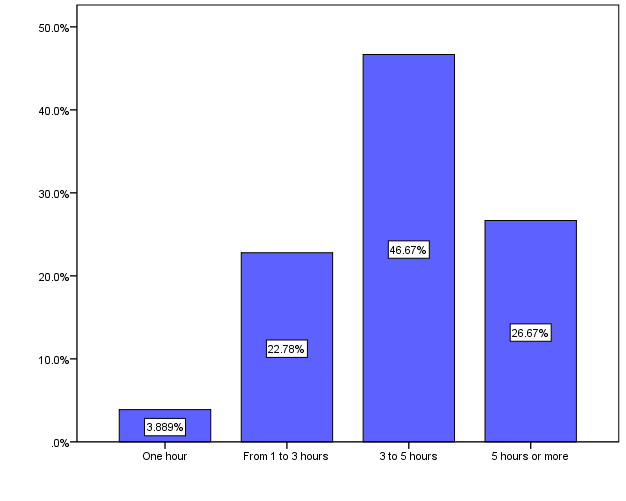 50.0%
40.0%
30.0%
20.0%
10.0%
.0%
3.889%
22.78%
46.67%
26.67%
One hour
From 1 to 3 hours
3 to 5 hours
5 hours or more